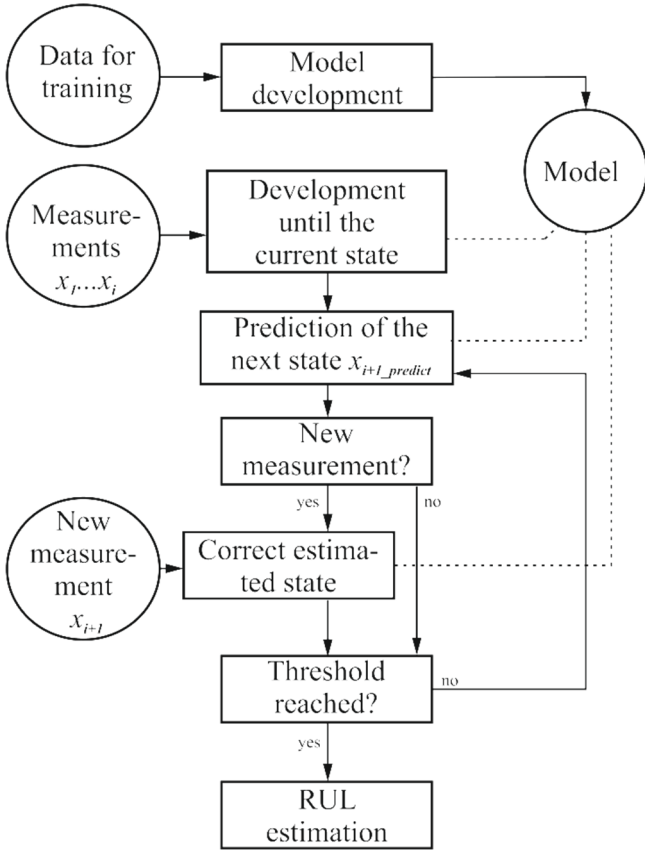 Data for
training
Model
development
Model
Measure-
ments
x1...xi
Development
until the
current state
Prediction of the
next state xi+1_predict
New
measurement?
yes
no
New
measure-
ment
xi+1
Correct estima-
ted state
Threshold
reached?
no
yes
RUL
estimation